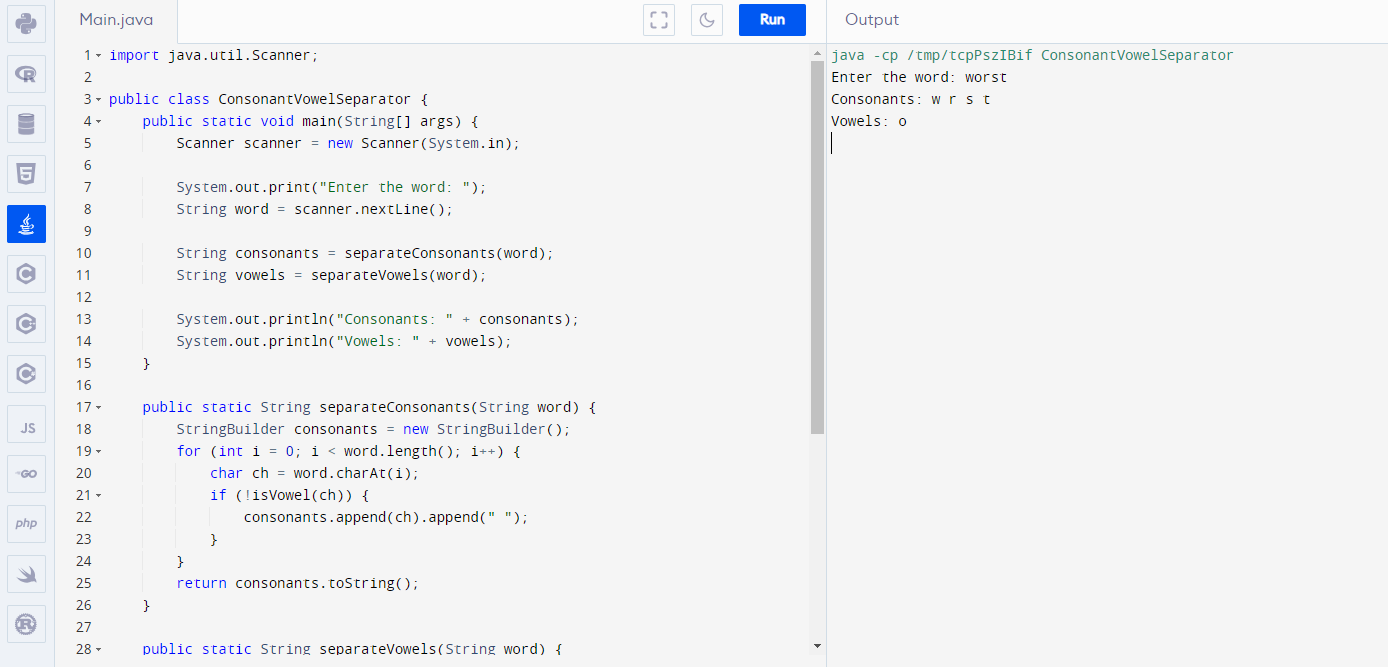 Main.java
Run
Output
1 import java.util.Scanner;
2
3 public class ConsonantVowelSeparator {
4     public static void main(String[] args) {
5         Scanner scanner = new Scanner(System.in);
6
7         System.out.print("Enter the word: ");
8         String word = scanner.nextLine();
9
10         String consonants = separateConsonants(word);
11         String vowels = separateVowels(word);
12
13         System.out.println("Consonants: " + consonants);
14         System.out.println("Vowels: " + vowels);
15     }
16
17     public static String separateConsonants(String word) {
18         StringBuilder consonants = new StringBuilder();
19         for (int i = 0; i < word.length(); i++) {
20             char ch = word.charAt(i);
21             if (!isVowel(ch)) {
22                 consonants.append(ch).append(" ");
23             }
24         }
25         return consonants.toString();
26     }
27
28     public static String separateVowels(String word) {
java -cp /tmp/tcpPszIBif ConsonantVowelSeparator
Enter the word: worst
Consonants: w r s t
Vowels: o
R
5
C
C
C
JS
GO
php
R